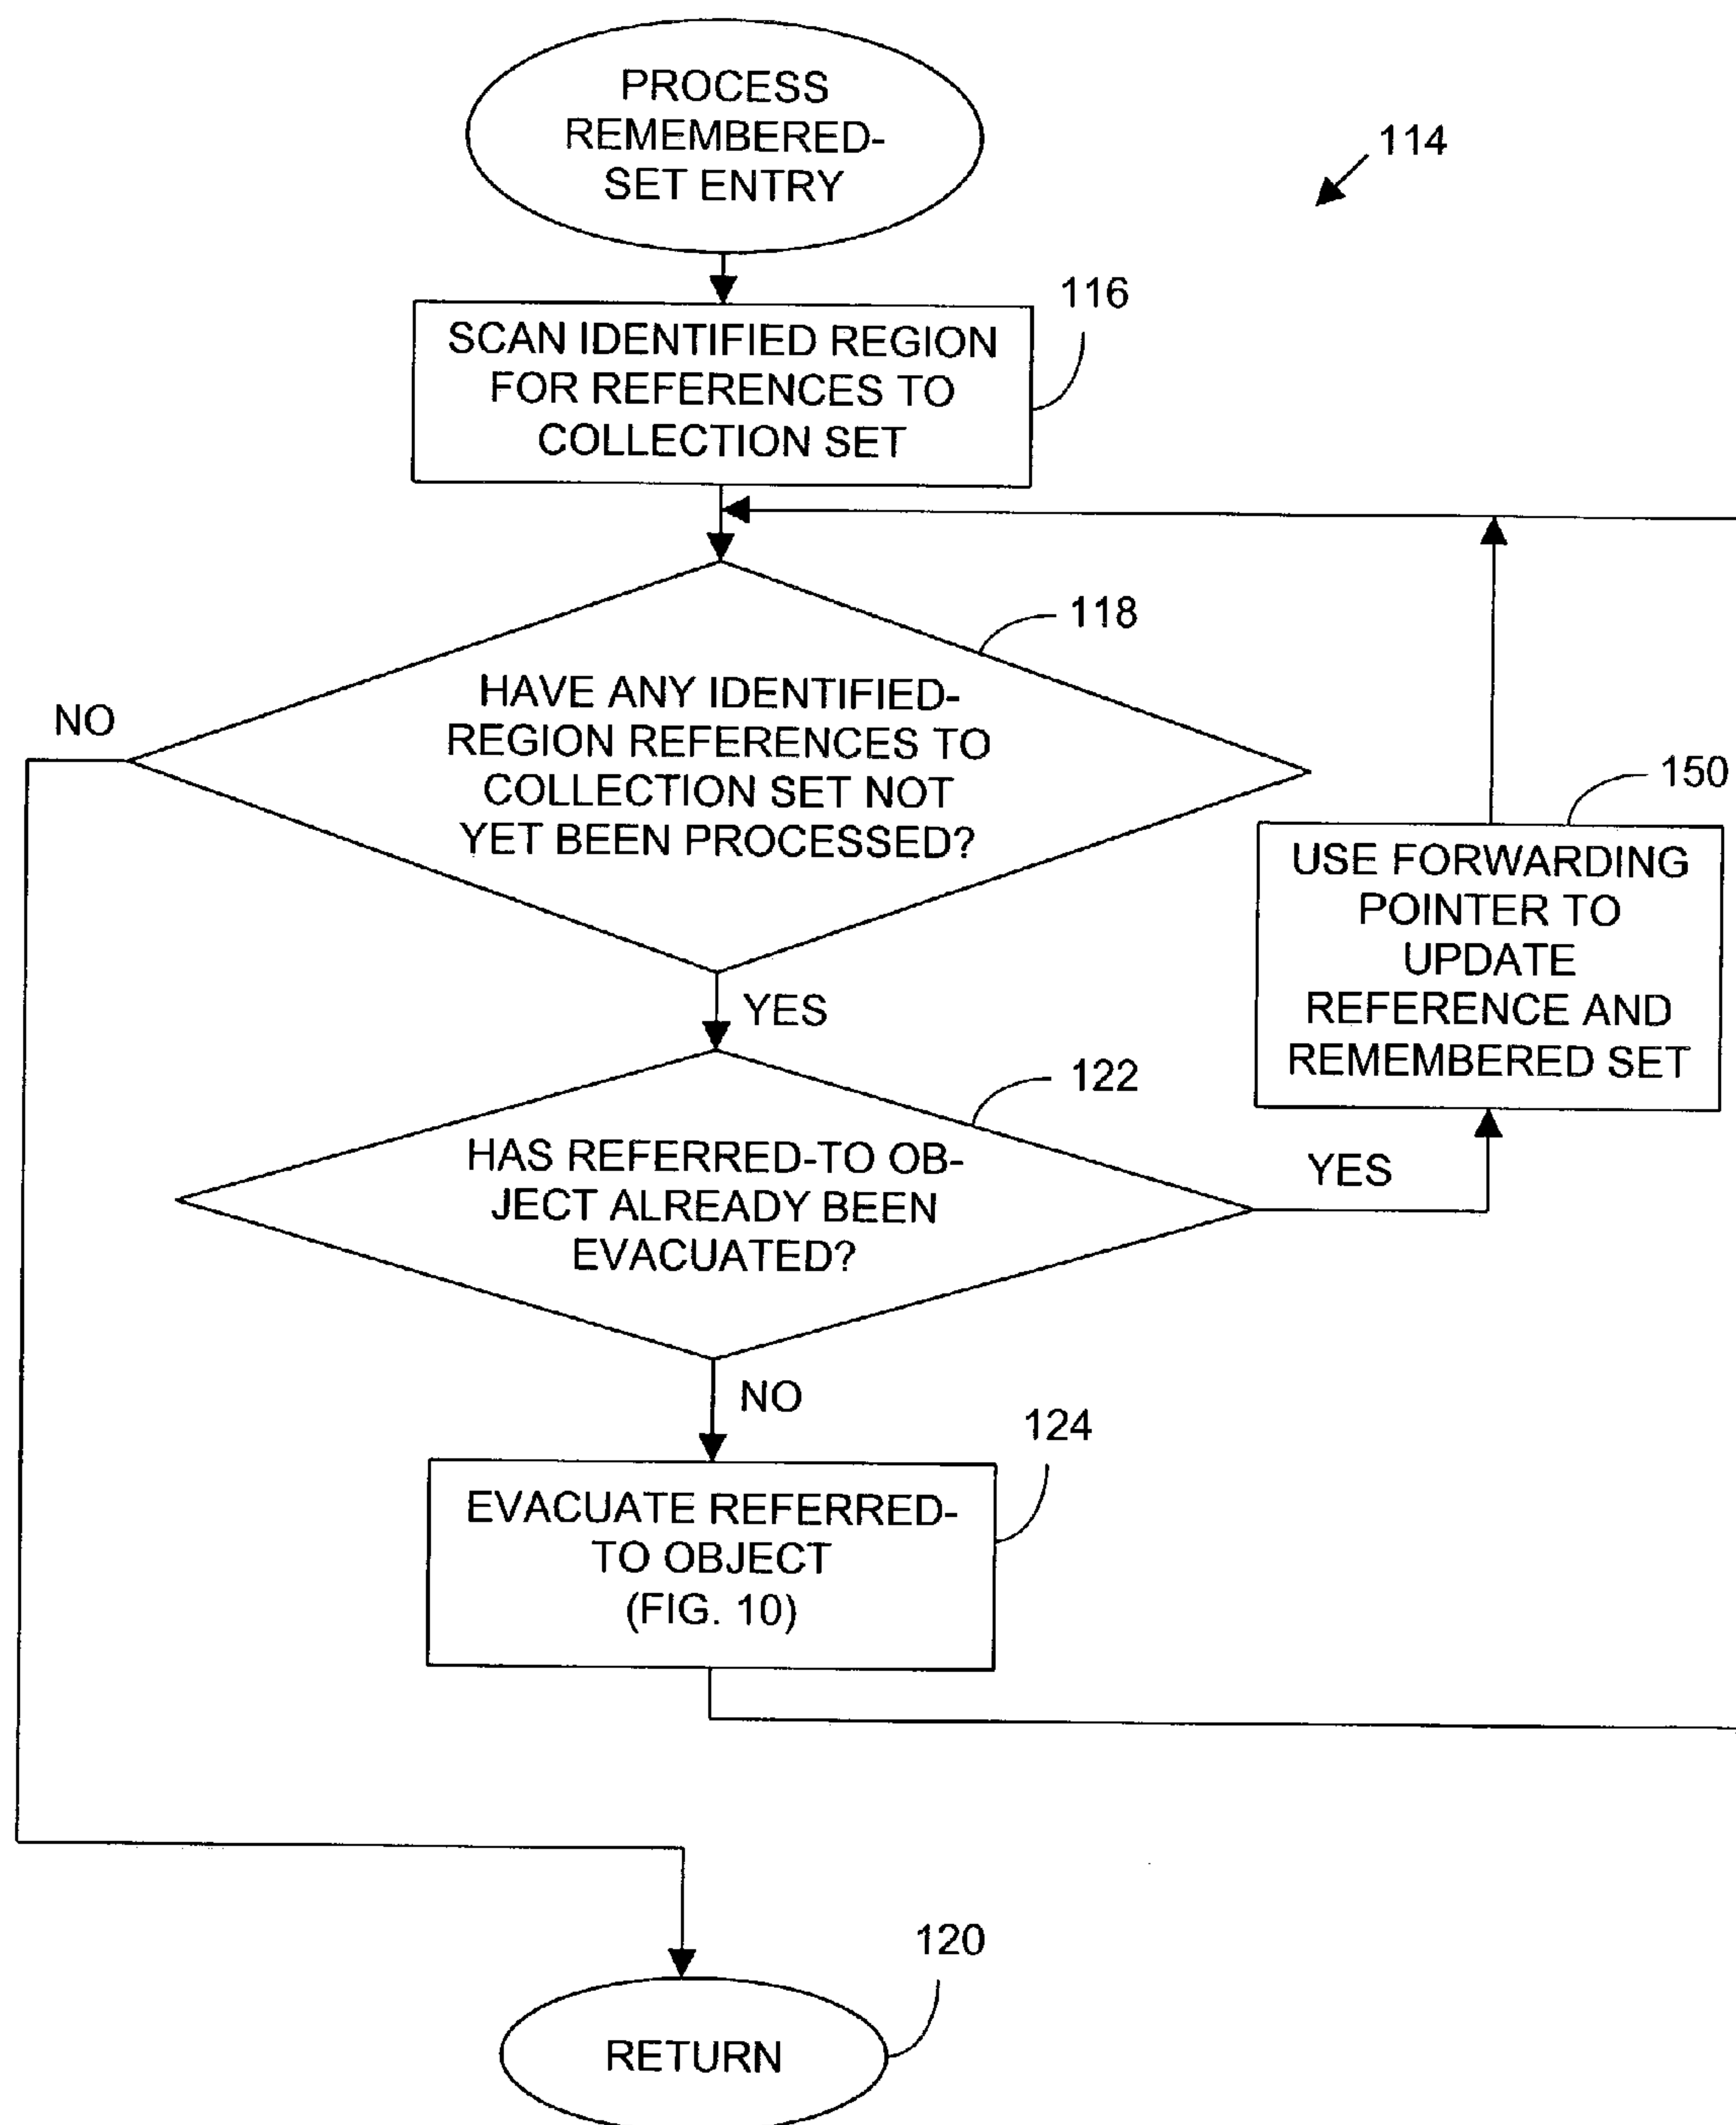 PROCESS
REMEMBERED-
SET ENTRY
114
116
SCAN IDENTIFIED REGION
FOR REFERENCES TO
COLLECTION SET
118
NO
HAVE ANY IDENTIFIED-
REGION REFERENCES TO
COLLECTION SET NOT
YET BEEN PROCESSED?
150
USE FORWARDING
POINTER TO
UPDATE
REFERENCE AND
REMEMBERED SET
YES
122
HAS REFERRED-TO OB-
JECT ALREADY BEEN
EVACUATED?
YES
NO
124
EVACUATE REFERRED-
TO OBJECT
(FIG. 10)
120
RETURN